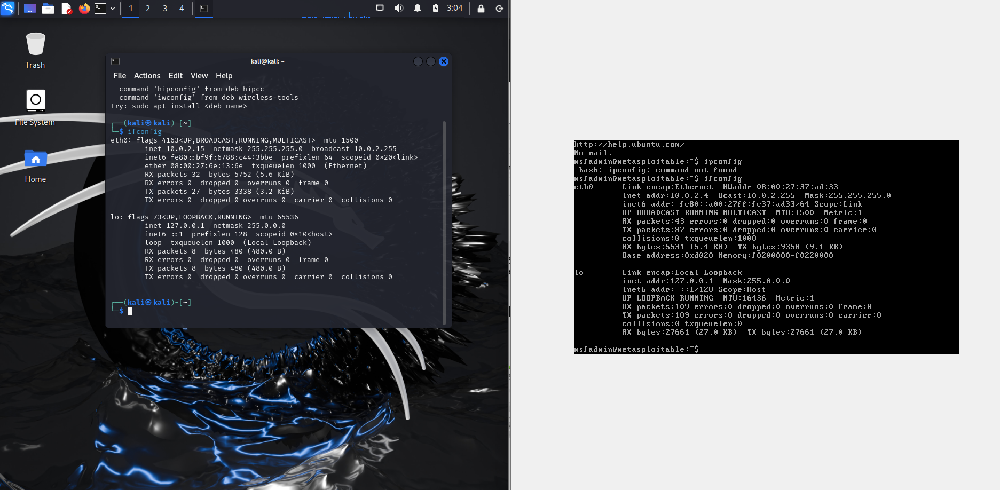 1 2 3 4
3:04
Trash
File System
Home
kali@kali: ~
File Actions Edit View Help
command 'hipconfig' from deb hipcc
command 'iwconfig' from deb wireless-tools
Try: sudo apt install <deb name>
┌──(kali㉿kali)-[~]
└─$ ifconfig
eth0: flags=4163<UP,BROADCAST,RUNNING,MULTICAST>  mtu 1500
inet 10.0.2.15  netmask 255.255.255.0  broadcast 10.0.2.255
inet6 fe80::bf9f:6788:c44:3bbe  prefixlen 64  scopeid 0×20<link>
ether 08:00:27:6e:13:6e  txqueuelen 1000  (Ethernet)
RX packets 32  bytes 5752 (5.6 KiB)
RX errors 0  dropped 0  overruns 0  frame 0
TX packets 27  bytes 3338 (3.2 KiB)
TX errors 0  dropped 0 overruns 0  carrier 0  collisions 0
lo: flags=73<UP,LOOPBACK,RUNNING>  mtu 65536
inet 127.0.0.1  netmask 255.0.0.0
inet6 ::1  prefixlen 128  scopeid 0×10<host>
loop  txqueuelen 1000  (Local Loopback)
RX packets 8  bytes 480 (480.0 B)
RX errors 0  dropped 0  overruns 0  frame 0
TX packets 8  bytes 480 (480.0 B)
TX errors 0  dropped 0 overruns 0  carrier 0  collisions 0
┌──(kali㉿kali)-[~]
└─$
http://help.ubuntu.com/
No mail.
msfadmin@metasploitable:~$ ipconfig
-bash: ipconfig: command not found
msfadmin@metasploitable:~$ ifconfig
eth0      Link encap:Ethernet  HWaddr 08:00:27:37:ad:33
inet addr:10.0.2.4  Bcast:10.0.2.255  Mask:255.255.255.0
inet6 addr: fe80::a00:27ff:fe37:ad33/64 Scope:Link
UP BROADCAST RUNNING MULTICAST  MTU:1500  Metric:1
RX packets:43 errors:0 dropped:0 overruns:0 frame:0
TX packets:87 errors:0 dropped:0 overruns:0 carrier:0
collisions:0 txqueuelen:1000
RX bytes:5531 (5.4 KB)  TX bytes:9358 (9.1 KB)
Base address:0xd020 Memory:f0200000-f0220000
lo        Link encap:Local Loopback
inet addr:127.0.0.1  Mask:255.0.0.0
inet6 addr: ::1/128 Scope:Host
UP LOOPBACK RUNNING  MTU:16436  Metric:1
RX packets:109 errors:0 dropped:0 overruns:0 frame:0
TX packets:109 errors:0 dropped:0 overruns:0 carrier:0
collisions:0 txqueuelen:0
RX bytes:27661 (27.0 KB)  TX bytes:27661 (27.0 KB)
msfadmin@metasploitable:~$